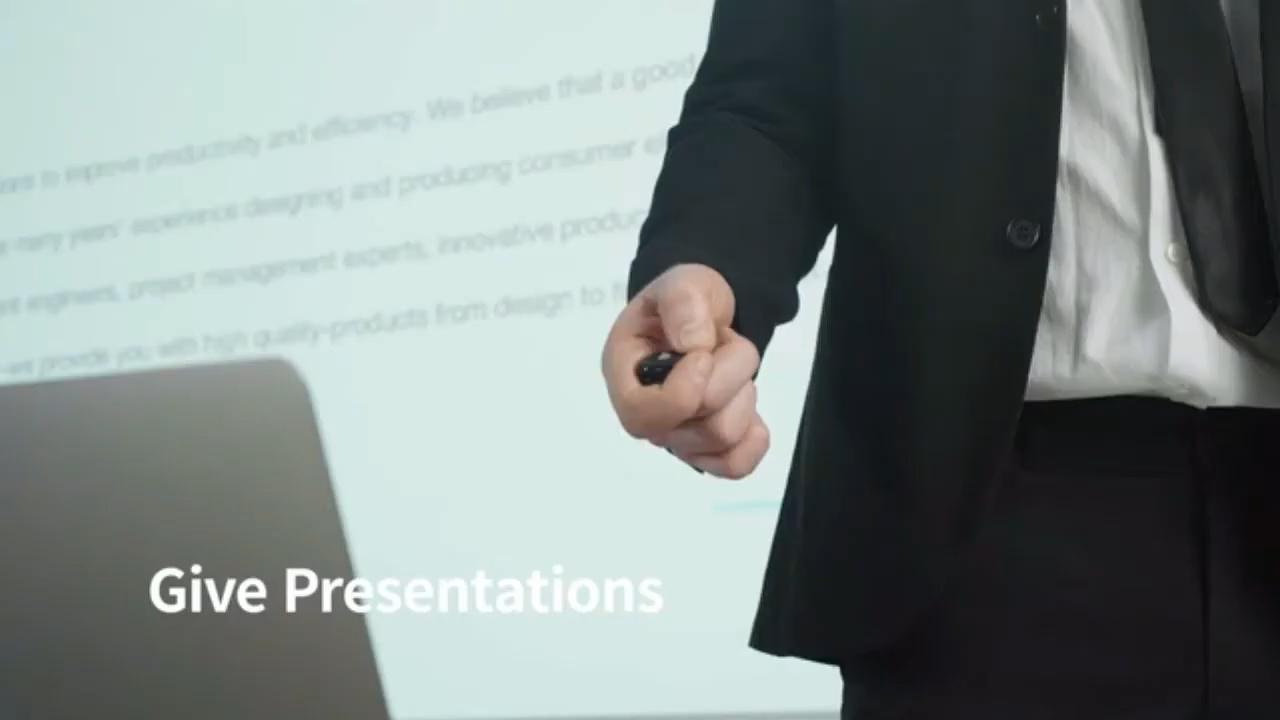 ions to improve productivity and efficiency. We believe that a good
many years' experience designing and producing consumer
engineers, project management experts, innovative
we provide you with high quality-products from design to
Give Presentations